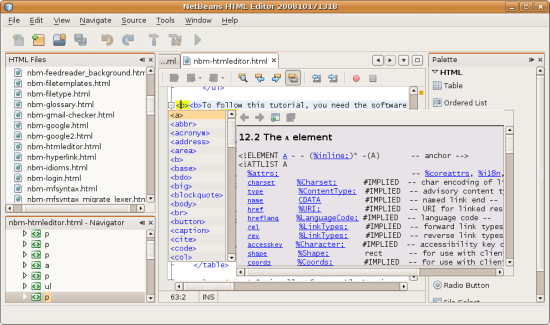 NetBeans HTML Editor 200810171318
File Edit View Navigate Source Tools Window Help
HTML Files
nbm-feedreader_background.htm
nbm-filetemplates.html
nbm-filetype.html
nbm-glossary.html
nbm-gmail-checker.html
nbm-google.html
nbm-google2.html
nbm-htmleditor.html
nbm-hyperlink.html
nbm-idioms.html
nbm-login.html
nbm-mfsyntax.html
nbm-mfsyntax_migrate_lexer.html
nbm-htmleditor.html - Navigator
p
p
p
a
p
ul
p
...ml
nbm-htmleditor.html
</ul>
<p><b>To follow this tutorial, you need the software
<a>
<abbr>
<acronym>
<address>
<area>
<b>
<base>
<bdo>
<big>
<blockquote>
<body>
<br>
<button>
<caption>
<cite>
<code>
<col>
</table>
12.2 The A element
<!ELEMENT A - - (%inline;)* -(A) -- anchor -->
<!ATTLIST A
%attrs; -- %coreattrs, %i18n,
charset %Charset; #IMPLIED -- char encoding of li
type %ContentType; #IMPLIED -- advisory content ty
name CDATA #IMPLIED -- named link end --
href %URI; #IMPLIED -- URI for linked res
hreflang %LanguageCode; #IMPLIED -- language code --
rel %LinkTypes; #IMPLIED -- forward link types
rev %LinkTypes; #IMPLIED -- reverse link types
accesskey %Character; #IMPLIED -- accessibility key c
shape %Shape; rect -- for use with client
coords %Coords; #IMPLIED -- for use with client
63:2 INS
Palette
HTML
Table
Ordered List
Radio Button
File Select